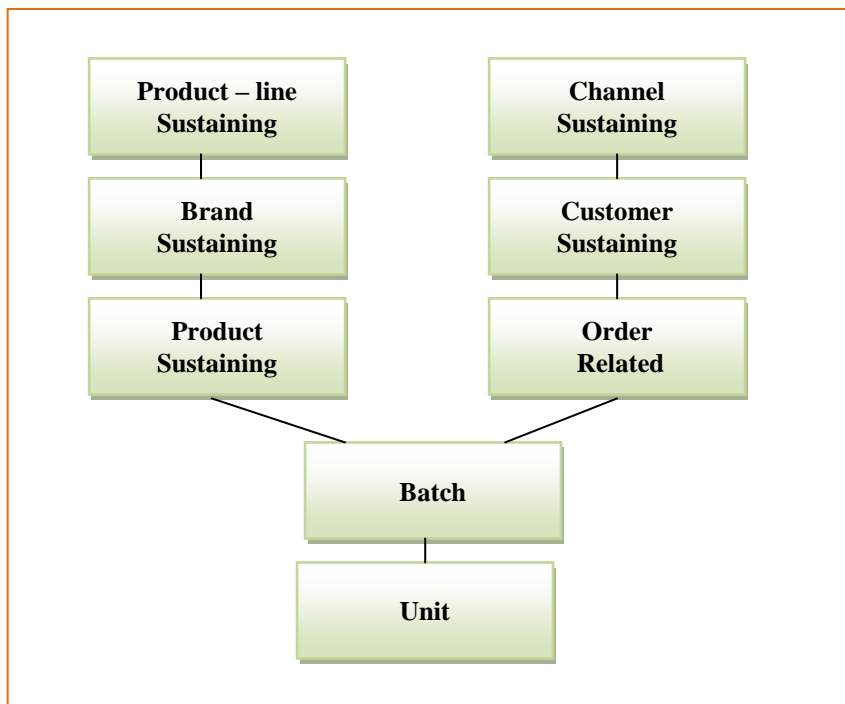 Product – line
Sustaining
Channel
Sustaining
Brand
Sustaining
Customer
Sustaining
Product
Sustaining
Order
Related
Batch
Unit